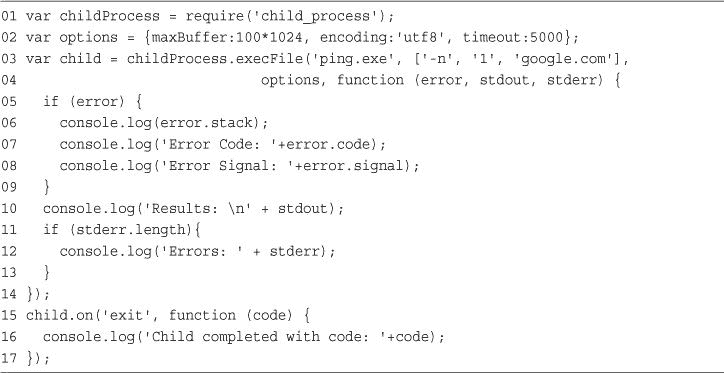 01 var childProcess = require('child_process');
02 var options = {maxBuffer:100*1024, encoding:'utf8', timeout:5000};
03 var child = childProcess.execFile('ping.exe', ['-n', '1', 'google.com'],
04                            options, function (error, stdout, stderr) {
05   if (error) {
06     console.log(error.stack);
07     console.log('Error Code: '+error.code);
08     console.log('Error Signal: '+error.signal);
09   }
10   console.log('Results: \n' + stdout);
11   if (stderr.length){
12     console.log('Errors: ' + stderr);
13   }
14 });
15 child.on('exit', function (code) {
16   console.log('Child completed with code: '+code);
17 });